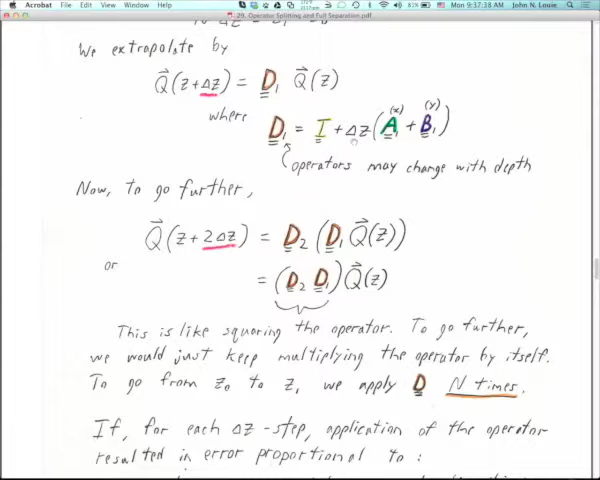 Acrobat File Edit View Window Help
81% Mon 9:37:38 AM John N. Louie
29. Operator Splitting and Full Separation.pdf
We extrapolate by
Q⃗(z+Δz) = D₁ Q⃗(z)
where
(x) (y)
D₁ = I + Δz(A₁ + B₁)
operators may change with depth
Now, to go further,
Q⃗(z+2Δz) = D₂(D₁Q⃗(z))
or
= (D₂ D₁)Q⃗(z)
This is like squaring the operator. To go further,
we would just keep multiplying the operator by itself.
To go from z₀ to z, we apply D N times.
If, for each Δz-step, application of the operator
resulted in error proportional to: